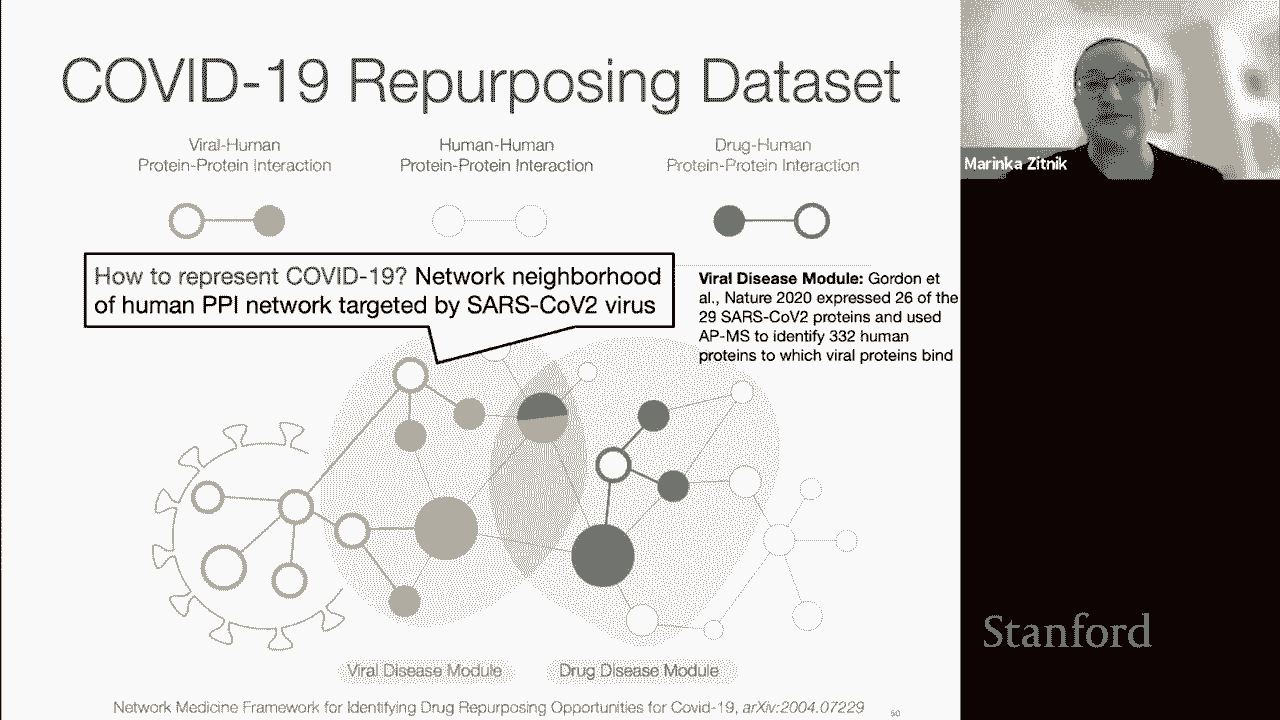 COVID-19 Repurposing Dataset
Viral-Human
Protein-Protein Interaction
Human-Human
Protein-Protein Interaction
Drug-Human
Protein-Protein Interaction
How to represent COVID-19? Network neighborhood
of human PPI network targeted by SARS-CoV2 virus
Viral Disease Module: Gordon et
al., Nature 2020 expressed 26 of the
29 SARS-CoV2 proteins and used
AP-MS to identify 332 human
proteins to which viral proteins bind
Viral Disease Module
Drug Disease Module
Network Medicine Framework for Identifying Drug Repurposing Opportunities for Covid-19, arXiv:2004.07229
50
Marinka Zitnik
Stanford